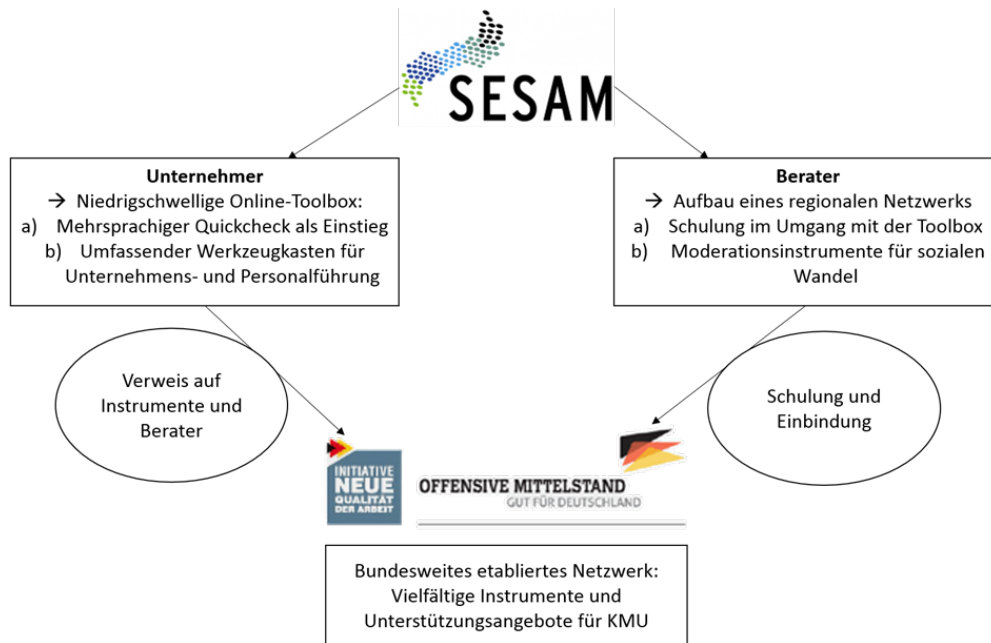 SESAM
Unternehmer
→ Niedrigschwellige Online-Toolbox:
a) Mehrsprachiger Quickcheck als Einstieg
b) Umfassender Werkzeugkasten für
Unternehmens- und Personalführung
Berater
→ Aufbau eines regionalen Netzwerks
a) Schulung im Umgang mit der Toolbox
b) Moderationsinstrumente für sozialen
Wandel
Verweis auf
Instrumente und
Berater
Schulung und
Einbindung
INITIATIVE
NEUE
QUALITÄT
DER ARBEIT
OFFENSIVE MITTELSTAND
GUT FÜR DEUTSCHLAND
Bundesweites etabliertes Netzwerk:
Vielfältige Instrumente und
Unterstützungsangebote für KMU